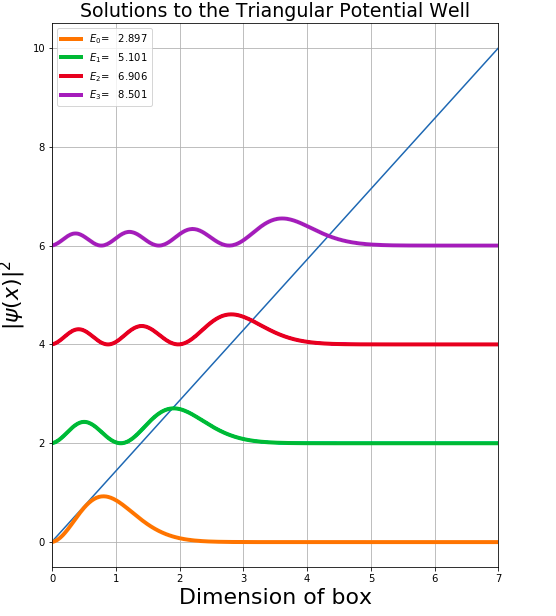 Solutions to the Triangular Potential Well
E₀= 2.897
E₁= 5.101
E₂= 6.906
E₃= 8.501
10
8
6
4
2
0
|ψ(x)|²
0 1 2 3 4 5 6 7
Dimension of box